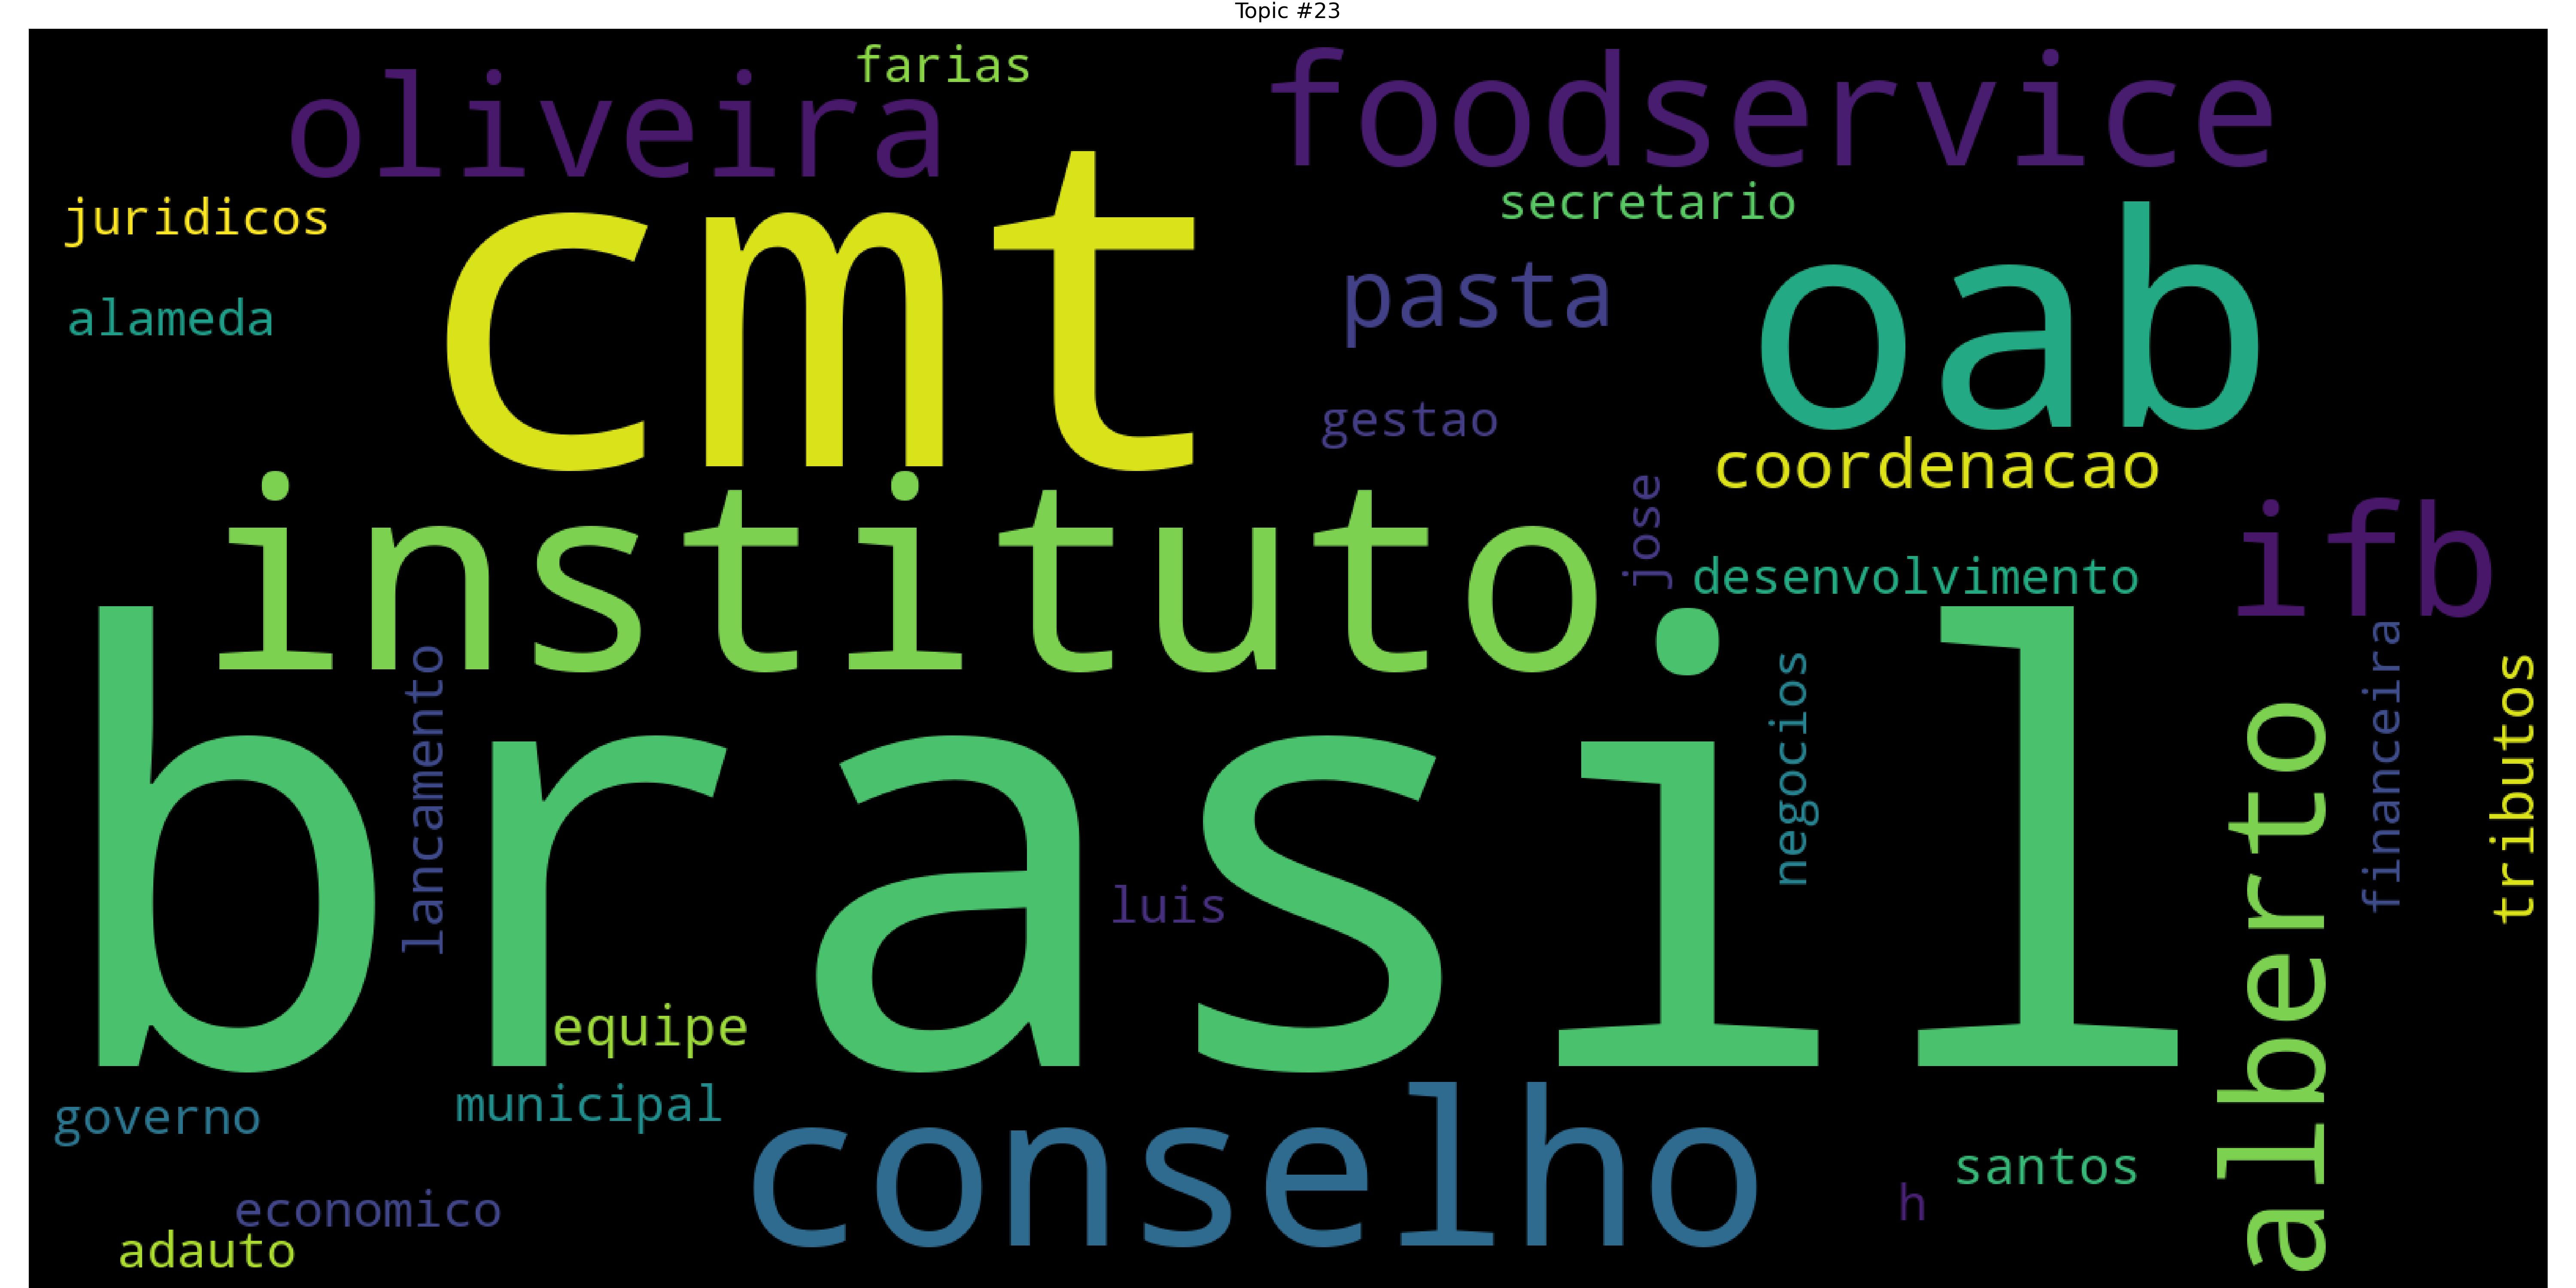 Topic #23
farias
oliveira
foodservice
juridicos
secretario
cmt
oab
alameda
pasta
gestao
coordenacao
instituto
jose
desenvolvimento
ifb
brasil
lancamento
negocios
financeira
tributos
alberto
luis
equipe
governo
municipal
conselho
santos
h
economico
adauto